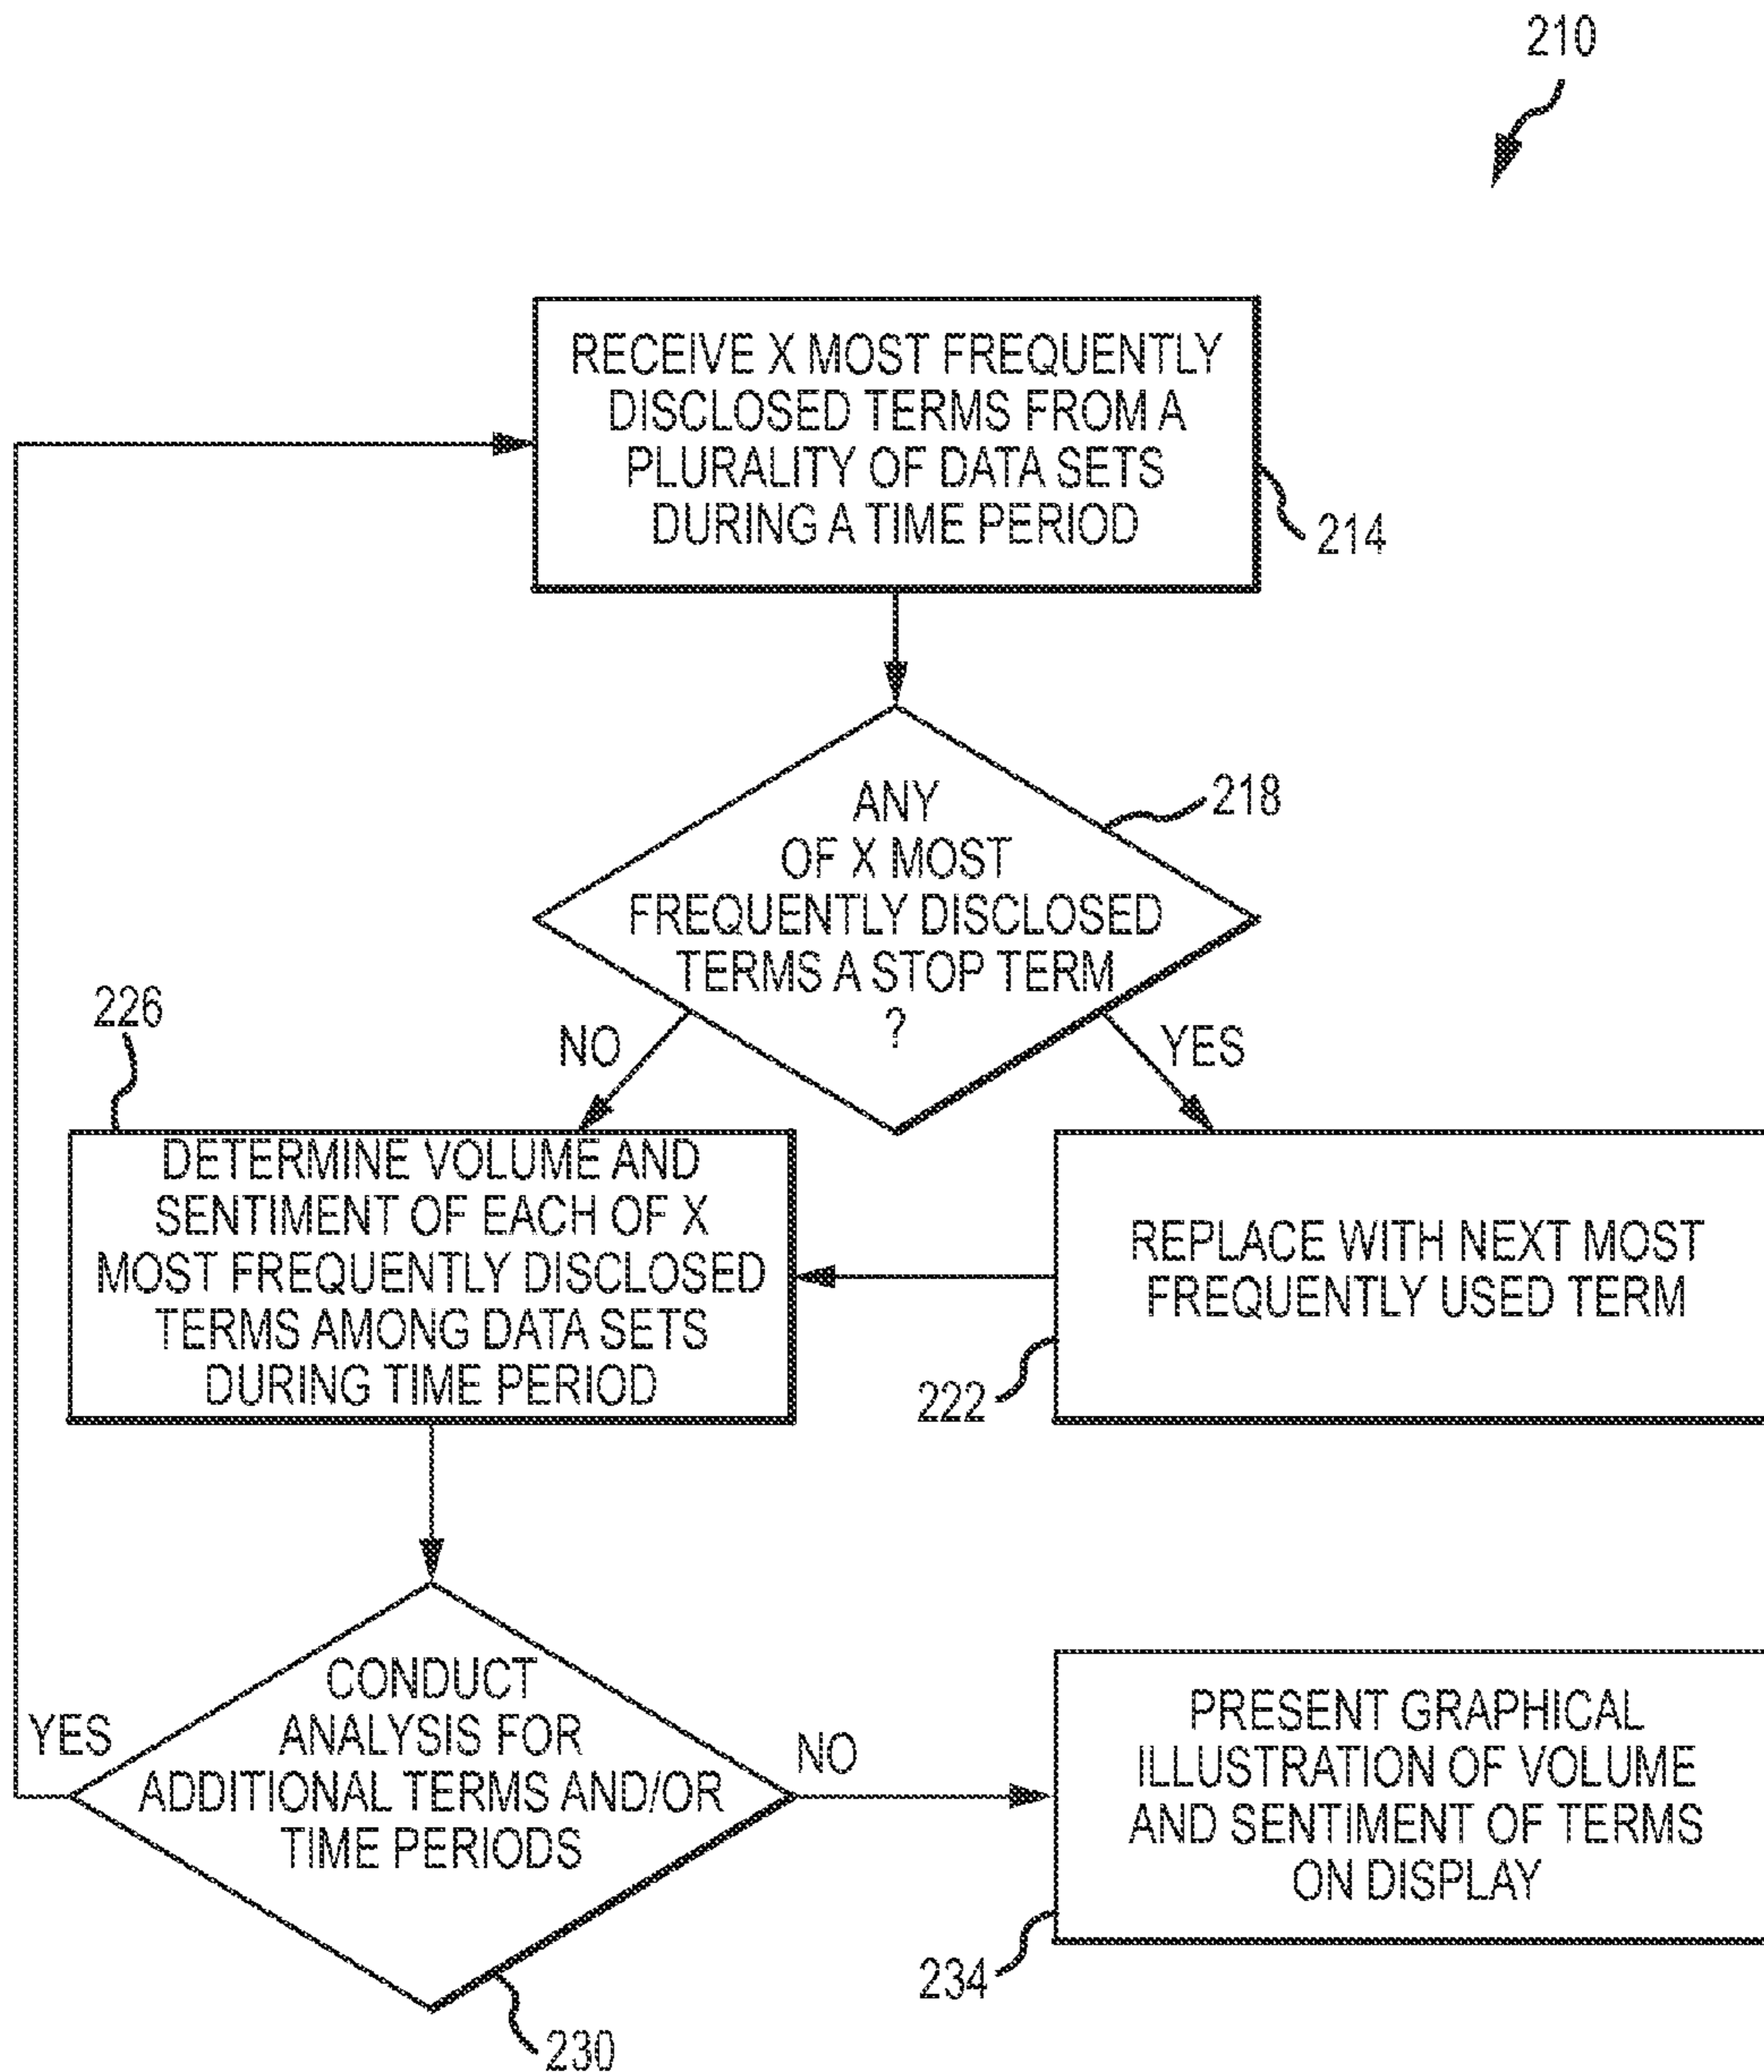 210
RECEIVE X MOST FREQUENTLY
DISCLOSED TERMS FROM A
PLURALITY OF DATA SETS
DURING A TIME PERIOD
214
ANY
OF X MOST
FREQUENTLY DISCLOSED
TERMS A STOP TERM
?
218
NO
YES
226
DETERMINE VOLUME AND
SENTIMENT OF EACH OF X
MOST FREQUENTLY DISCLOSED
TERMS AMONG DATA SETS
DURING TIME PERIOD
REPLACE WITH NEXT MOST
FREQUENTLY USED TERM
222
CONDUCT
ANALYSIS FOR
ADDITIONAL TERMS AND/OR
TIME PERIODS
YES
NO
230
PRESENT GRAPHICAL
ILLUSTRATION OF VOLUME
AND SENTIMENT OF TERMS
ON DISPLAY
234